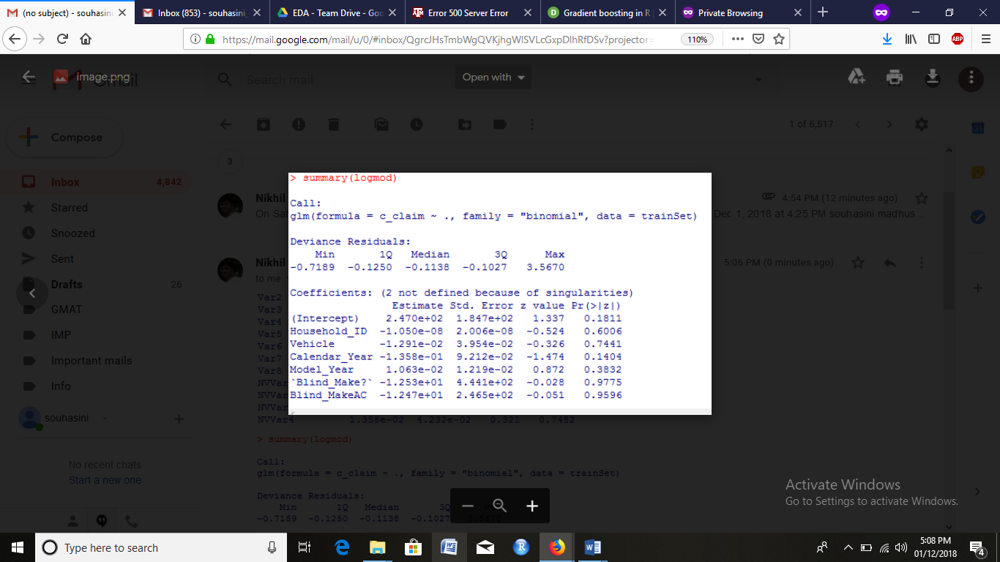 (no subject) - souhasini
Inbox (853) - souhasini_
EDA - Team Drive - Goo
Error 500 Server Error
Gradient boosting in R |
Private Browsing
https://mail.google.com/mail/u/0/#inbox/QgrcJHsTmbWgQVKjhgWlSVLcGxpDlhRfDSv?projector=
110%
ABP
image.png
Gmail
Search mail
Open with
Compose
1 of 6,517
31
3
Inbox 4,842
Starred
Snoozed
Sent
Drafts 26
GMAT
IMP
Important mails
Info
souhasini
No recent chats
Start a new one
Nikhil
4:54 PM (12 minutes ago)
On Sat
Dec 1, 2018 at 4:25 PM souhasini madhus...
Nikhil
5:06 PM (0 minutes ago)
to me
> summary(logmod)
Call:
glm(formula = c_claim ~ ., family = "binomial", data = trainSet)
Deviance Residuals:
Min 1Q Median 3Q Max
-0.7189 -0.1250 -0.1138 -0.1027 3.5670
Coefficients: (2 not defined because of singularities)
Estimate Std. Error z value Pr(>|z|)
(Intercept) 2.470e+02 1.847e+02 1.337 0.1811
Household_ID -1.050e-08 2.006e-08 -0.524 0.6006
Vehicle -1.291e-02 3.954e-02 -0.326 0.7441
Calendar_Year -1.358e-01 9.212e-02 -1.474 0.1404
Model_Year 1.063e-02 1.219e-02 0.872 0.3832
`Blind_Make?` -1.253e+01 4.441e+02 -0.028 0.9775
Blind_MakeAC -1.247e+01 2.465e+02 -0.051 0.9596
Var2
Var3
Var4
Var5
Var6
Var7
Var8
NVVar
NVVar
NVVar
NVVar4 1.358e-02 4.232e-02 0.321 0.7482
> summary(logmod)
Call:
glm(formula = c_claim ~ ., family = "binomial", data = trainSet)
Deviance Residuals:
Min 1Q Median 3Q
-0.7189 -0.1250 -0.1138 -0.1027 3.5670
Activate Windows
Go to Settings to activate Windows.
Type here to search
5:08 PM
01/12/2018
4